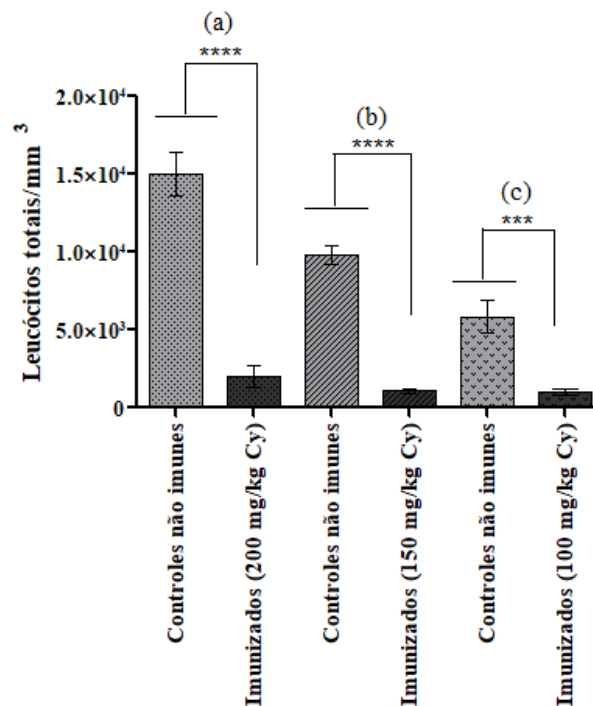 (a)
****
2.0×10⁴
(b)
****
1.5×10⁴
(c)
***
1.0×10⁴
5.0×10³
0
Leucócitos totais/mm ³
Controles não imunes
Imunizados (200 mg/kg Cy)
Controles não imunes
Imunizados (150 mg/kg Cy)
Controles não imunes
Imunizados (100 mg/kg Cy)